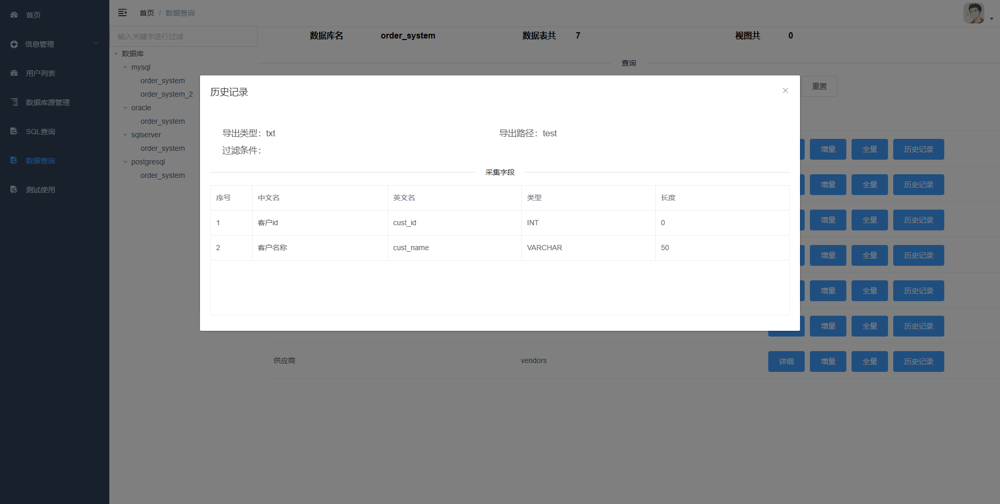 首页
信息管理
用户列表
数据库源管理
SQL查询
数据查询
测试使用
首页 / 数据查询
输入关键字进行过滤
数据库
mysql
order_system
order_system_2
oracle
order_system
sqlserver
order_system
postgresql
order_system
数据库名 order_system 数据表共 7 视图共 0
查询
重置
历史记录
导出类型：txt 导出路径：test
过滤条件：
采集字段
序号 中文名 英文名 类型 长度
1 客户id cust_id INT 0
2 客户名称 cust_name VARCHAR 50
增量 全量 历史记录
增量 全量 历史记录
增量 全量 历史记录
增量 全量 历史记录
增量 全量 历史记录
增量 全量 历史记录
供应商 vendors 详细 增量 全量 历史记录